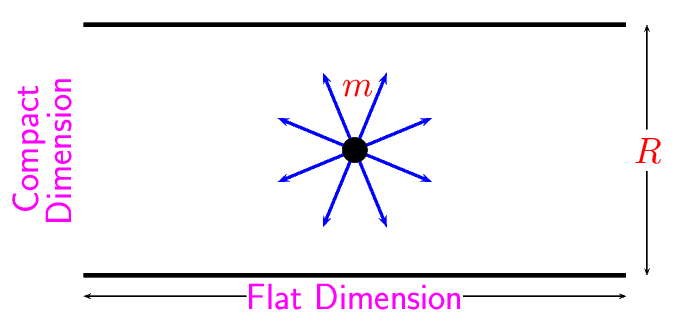 Compact
Dimension
m
R
Flat Dimension